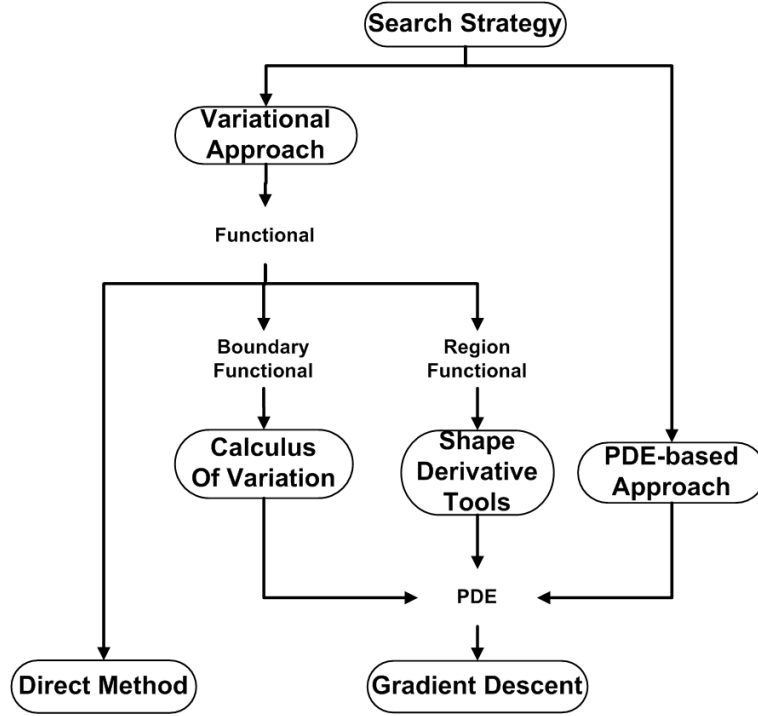 Search Strategy
Variational
Approach
Functional
Boundary
Functional
Region
Functional
Calculus
Of Variation
Shape
Derivative
Tools
PDE-based
Approach
PDE
Direct Method
Gradient Descent